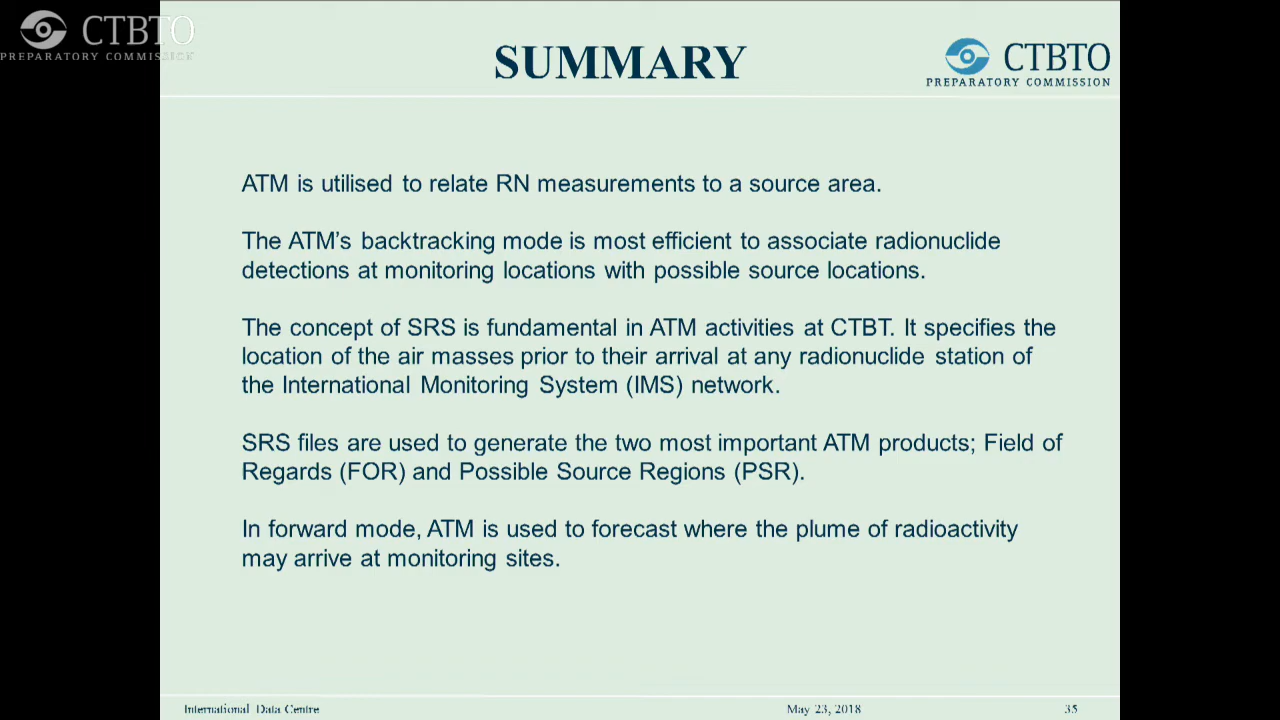 CTBTO
PREPARATORY COMMISSION
SUMMARY
CTBTO
PREPARATORY COMMISSION
ATM is utilised to relate RN measurements to a source area.
The ATM’s backtracking mode is most efficient to associate radionuclide
detections at monitoring locations with possible source locations.
The concept of SRS is fundamental in ATM activities at CTBT. It specifies the
location of the air masses prior to their arrival at any radionuclide station of
the International Monitoring System (IMS) network.
SRS files are used to generate the two most important ATM products; Field of
Regards (FOR) and Possible Source Regions (PSR).
In forward mode, ATM is used to forecast where the plume of radioactivity
may arrive at monitoring sites.
International Data Centre
May 23, 2018
35